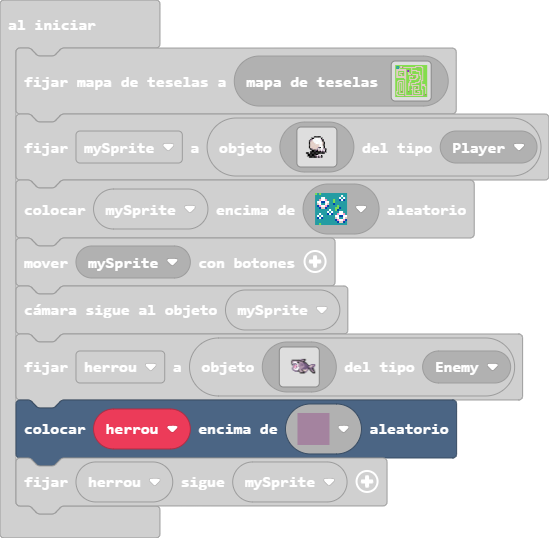 al iniciar
fijar mapa de teselas a mapa de teselas
fijar mySprite a objeto del tipo Player
colocar mySprite encima de aleatorio
mover mySprite con botones
cámara sigue al objeto mySprite
fijar herrou a objeto del tipo Enemy
colocar herrou encima de aleatorio
fijar herrou sigue mySprite